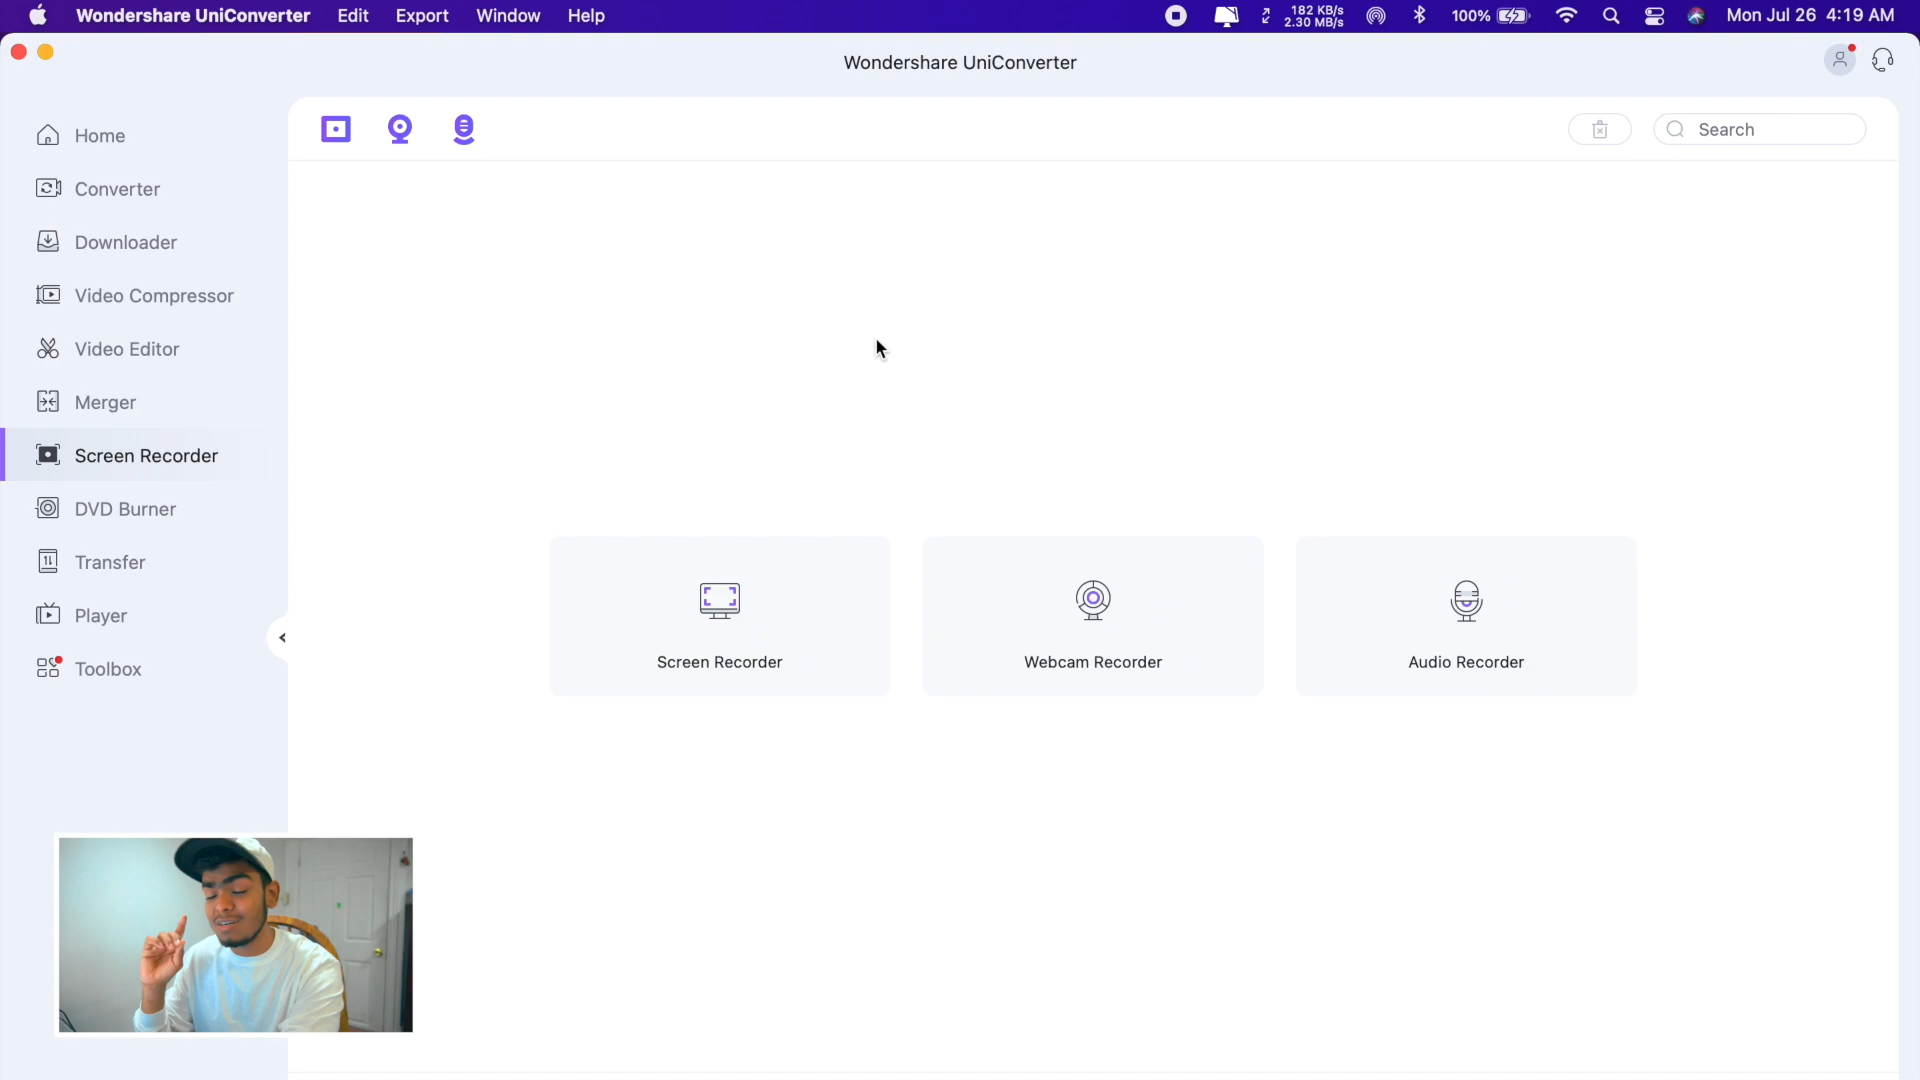 Wondershare UniConverter Edit Export Window Help 182 KB/s 2.30 MB/s 100% Mon Jul 26 4:19 AM
Wondershare UniConverter
Search
Home
Converter
Downloader
Video Compressor
Video Editor
Merger
Screen Recorder
DVD Burner
Transfer
Player
Toolbox
Screen Recorder Webcam Recorder Audio Recorder